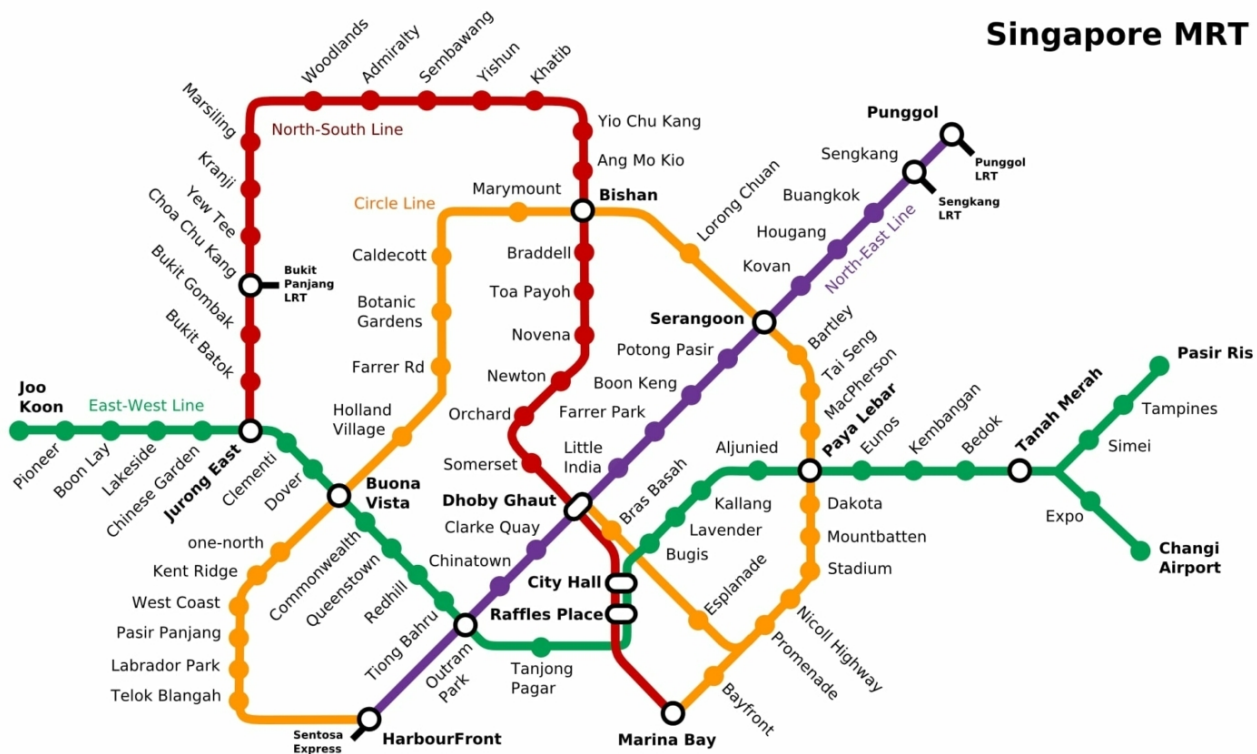 Singapore MRT
Woodlands
Admiralty
Sembawang
Yishun
Khatib
Marsiling
North-South Line
Kranji
Yew Tee
Choa Chu Kang
Bukit
Panjang
LRT
Bukit Gombak
Bukit Batok
Yio Chu Kang
Ang Mo Kio
Bishan
Marymount
Circle Line
Caldecott
Botanic
Gardens
Farrer Rd
Holland
Village
Braddell
Toa Payoh
Novena
Newton
Orchard
Somerset
Lorong Chuan
Punggol
Punggol
LRT
Sengkang
Sengkang
LRT
Buangkok
Hougang
North-East Line
Kovan
Serangoon
Potong Pasir
Boon Keng
Farrer Park
Little
India
Bartley
Tai Seng
MacPherson
Paya Lebar
Joo
Koon
East-West Line
Pioneer
Boon Lay
Lakeside
Chinese Garden
Jurong East
Clementi
Dover
Buona
Vista
Commonwealth
Queenstown
Redhill
Tiong Bahru
Outram
Park
Tanjong
Pagar
one-north
Kent Ridge
West Coast
Pasir Panjang
Labrador Park
Telok Blangah
Sentosa
Express
HarbourFront
Dhoby Ghaut
Clarke Quay
Chinatown
City Hall
Raffles Place
Bras Basah
Esplanade
Aljunied
Kallang
Lavender
Bugis
Eunos
Kembangan
Bedok
Tanah Merah
Pasir Ris
Tampines
Simei
Expo
Changi
Airport
Dakota
Mountbatten
Stadium
Nicoll Highway
Promenade
Bayfront
Marina Bay